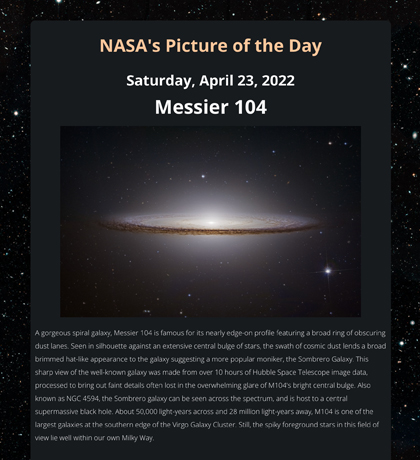 NASA's Picture of the Day
Saturday, April 23, 2022
Messier 104
A gorgeous spiral galaxy, Messier 104 is famous for its nearly edge-on profile featuring a broad ring of obscuring
dust lanes. Seen in silhouette against an extensive central bulge of stars, the swath of cosmic dust lends a broad
brimmed hat-like appearance to the galaxy suggesting a more popular moniker, the Sombrero Galaxy. This
sharp view of the well-known galaxy was made from over 10 hours of Hubble Space Telescope image data,
processed to bring out faint details often lost in the overwhelming glare of M104's bright central bulge. Also
known as NGC 4594, the Sombrero galaxy can be seen across the spectrum, and is host to a central
supermassive black hole. About 50,000 light-years across and 28 million light-years away, M104 is one of the
largest galaxies at the southern edge of the Virgo Galaxy Cluster. Still, the spiky foreground stars in this field of
view lie well within our own Milky Way.